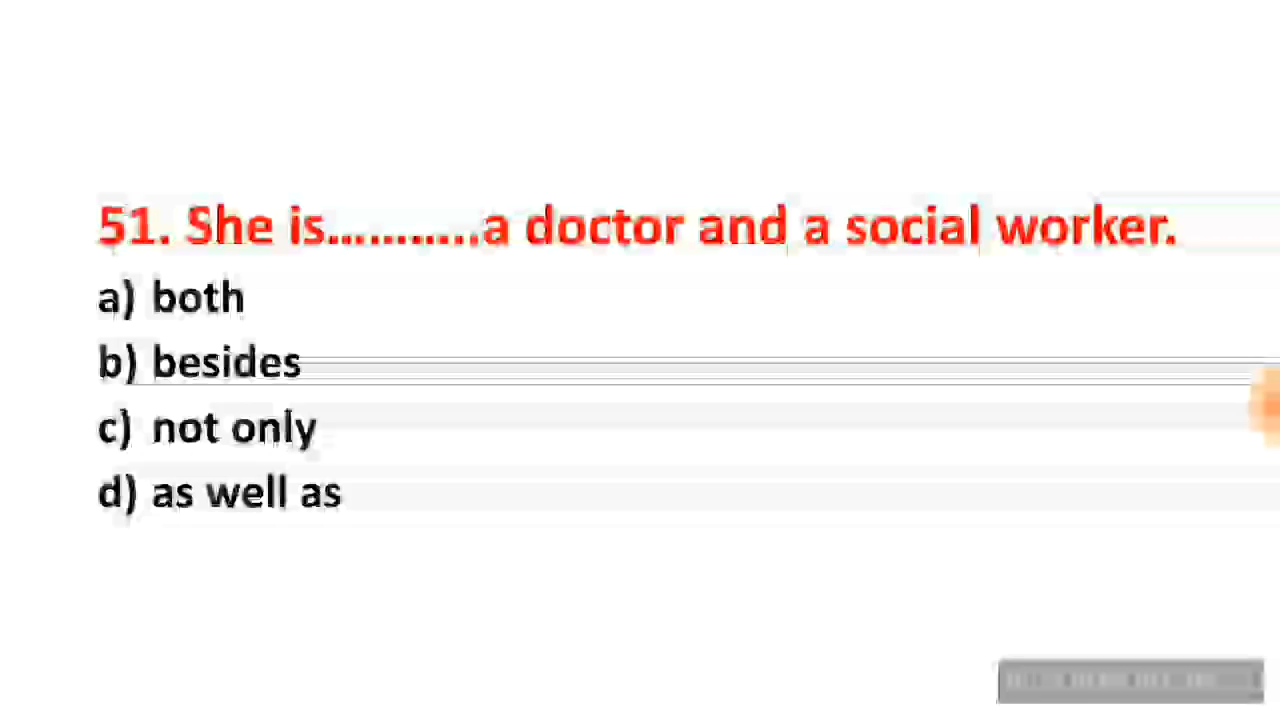 51. She is...........a doctor and a social worker.
a) both
b) besides
c) not only
d) as well as